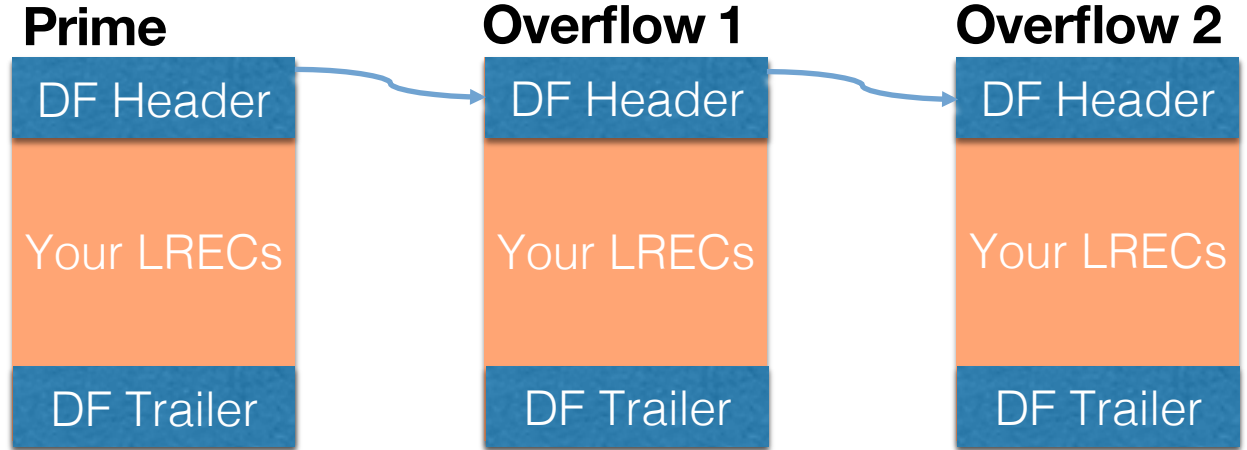 Prime
DF Header
Your LRECs
DF Trailer
Overflow 1
DF Header
Your LRECs
DF Trailer
Overflow 2
DF Header
Your LRECs
DF Trailer